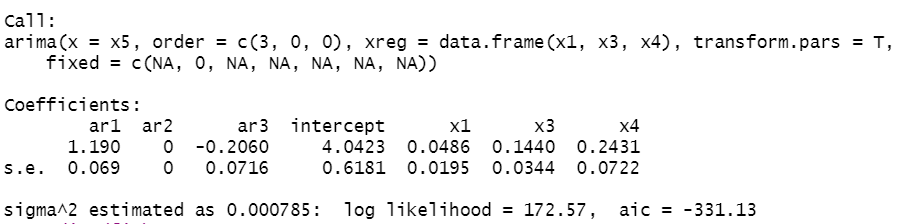 Call:
arima(x = x5, order = c(3, 0, 0), xreg = data.frame(x1, x3, x4), transform.pars = T,
    fixed = c(NA, 0, NA, NA, NA, NA, NA))
Coefficients:
        ar1  ar2      ar3  intercept      x1      x3      x4
      1.190    0  -0.2060     4.0423  0.0486  0.1440  0.2431
s.e.  0.069    0   0.0716     0.6181  0.0195  0.0344  0.0722
sigma^2 estimated as 0.000785:  log likelihood = 172.57,  aic = -331.13